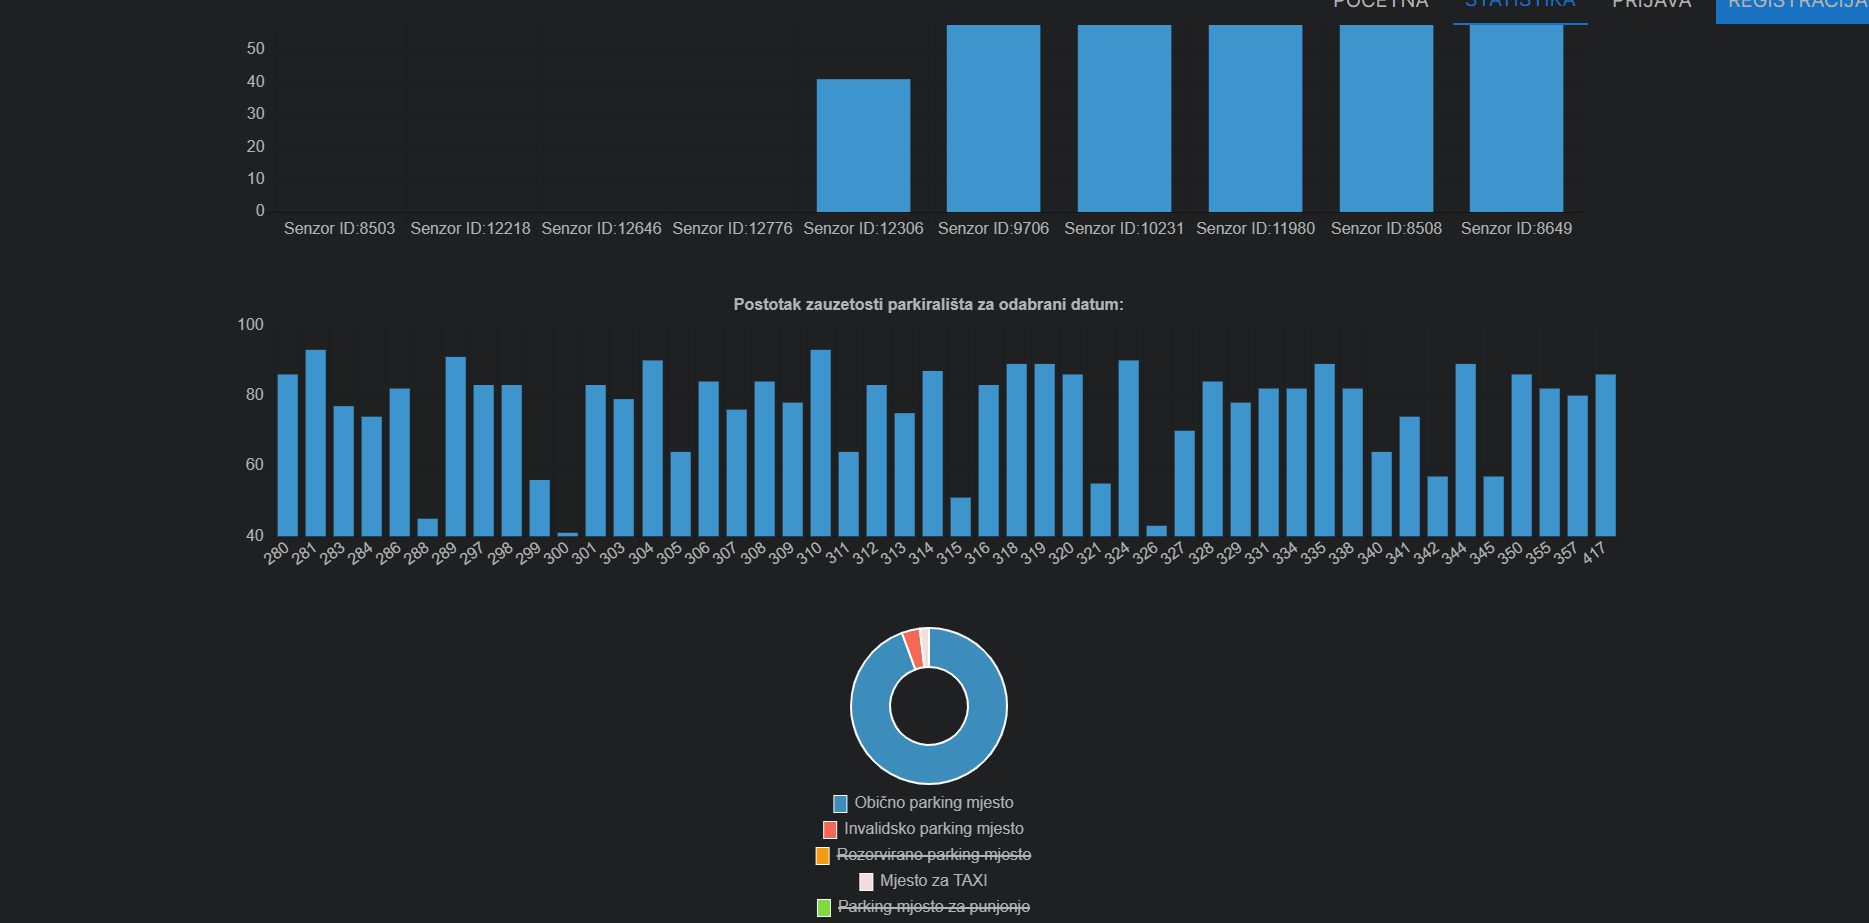 POČETNA STATISTIKA PRIJAVA REGISTRACIJA
50
40
30
20
10
0
Senzor ID:8503 Senzor ID:12218 Senzor ID:12646 Senzor ID:12776 Senzor ID:12306 Senzor ID:9706 Senzor ID:10231 Senzor ID:11980 Senzor ID:8508 Senzor ID:8649
Postotak zauzetosti parkirališta za odabrani datum:
100
80
60
40
280 281 283 284 286 288 289 297 298 299 300 301 303 304 305 306 307 308 309 310 311 312 313 314 315 316 318 319 320 321 324 326 327 328 329 331 334 335 338 340 341 342 344 345 350 355 357 417
Obično parking mjesto
Invalidsko parking mjesto
Rezervirano parking mjesto
Mjesto za TAXI
Parking mjesto za punjenje